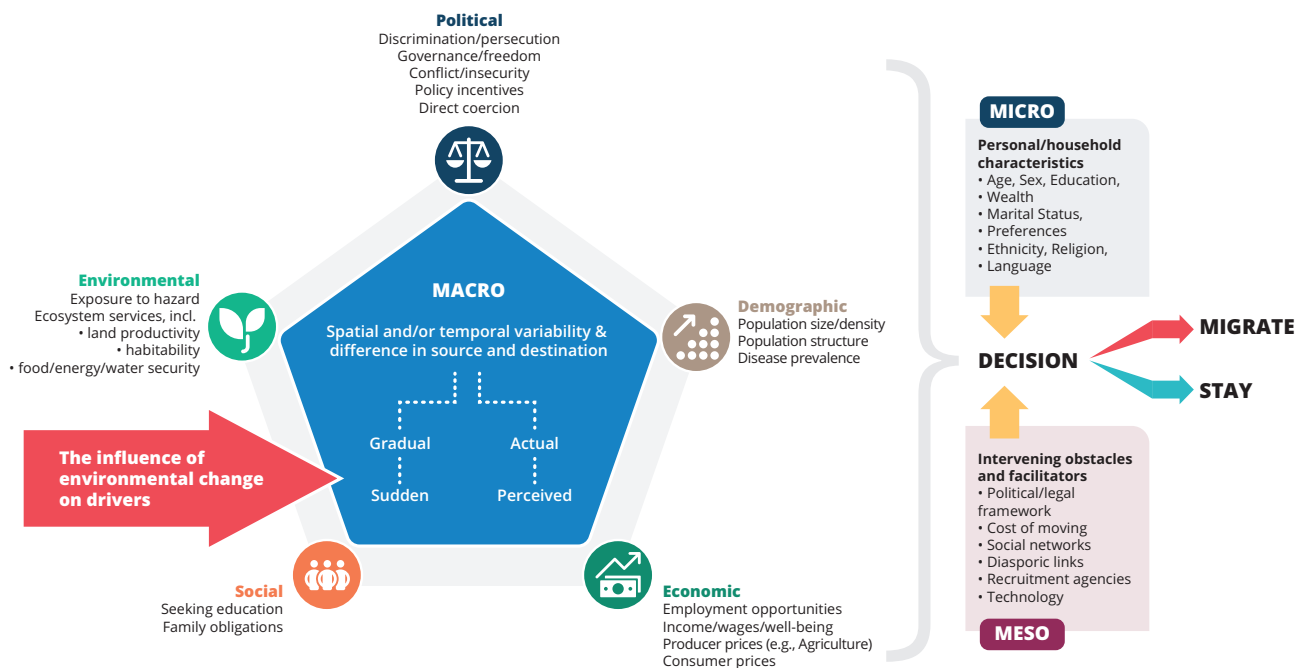 Political
Discrimination/persecution
Governance/freedom
Conflict/insecurity
Policy incentives
Direct coercion
Environmental
Exposure to hazard
Ecosystem services, incl.
• land productivity
• habitability
• food/energy/water security
MACRO
Spatial and/or temporal variability &
difference in source and destination
Gradual
Actual
Sudden
Perceived
Demographic
Population size/density
Population structure
Disease prevalence
The influence of
environmental change
on drivers
Social
Seeking education
Family obligations
Economic
Employment opportunities
Income/wages/well-being
Producer prices (e.g., Agriculture)
Consumer prices
MICRO
Personal/household
characteristics
• Age, Sex, Education,
• Wealth
• Marital Status,
• Preferences
• Ethnicity, Religion,
• Language
DECISION
MIGRATE
STAY
Intervening obstacles
and facilitators
• Political/legal
framework
• Cost of moving
• Social networks
• Diasporic links
• Recruitment agencies
• Technology
MESO